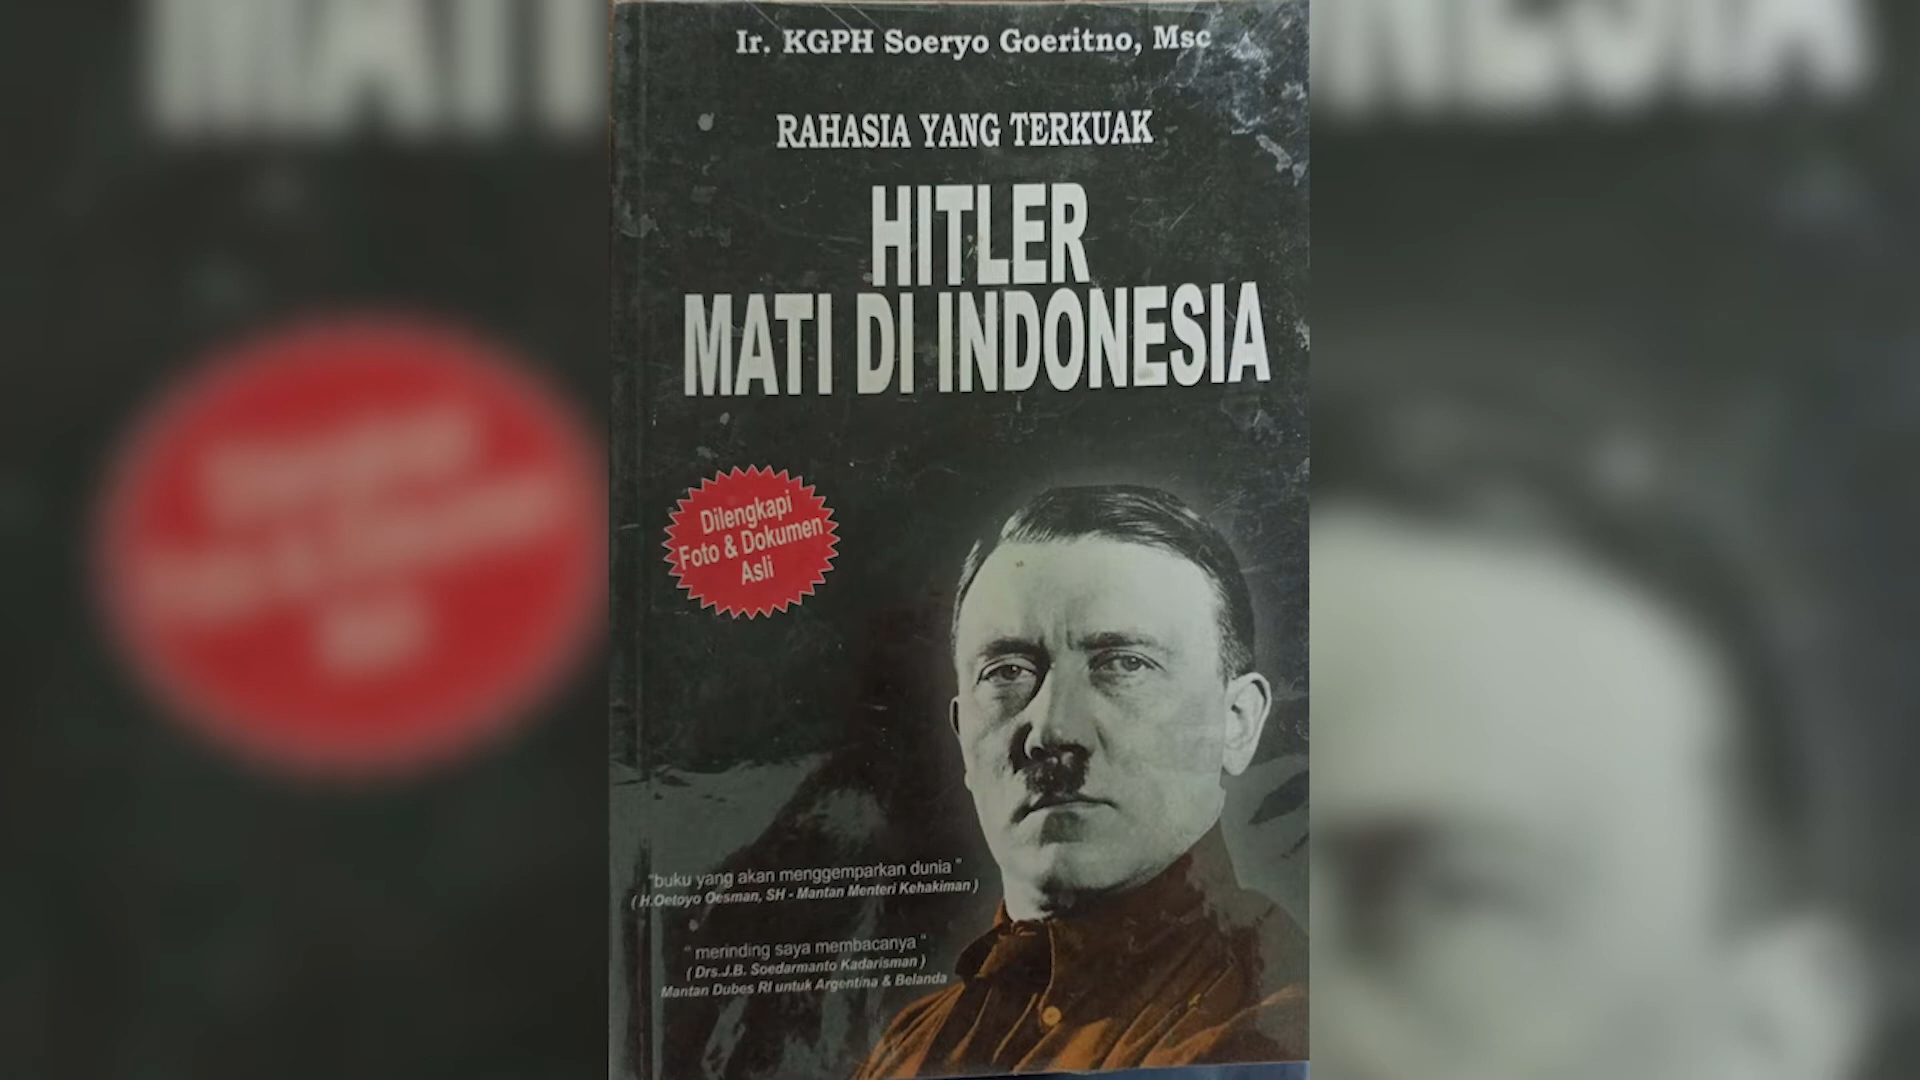 Ir. KGPH Soeryo Goeritno, Msc
RAHASIA YANG TERKUAK
HITLER
MATI DI INDONESIA
Dilengkapi
Foto & Dokumen
Asli
"buku yang akan menggemparkan dunia"
( H.Oetoyo Oesman, SH - Mantan Menteri Kehakiman )
" merinding saya membacanya "
( Drs.J.B. Soedarmanto Kadarisman )
Mantan Dubes RI untuk Argentina & Belanda